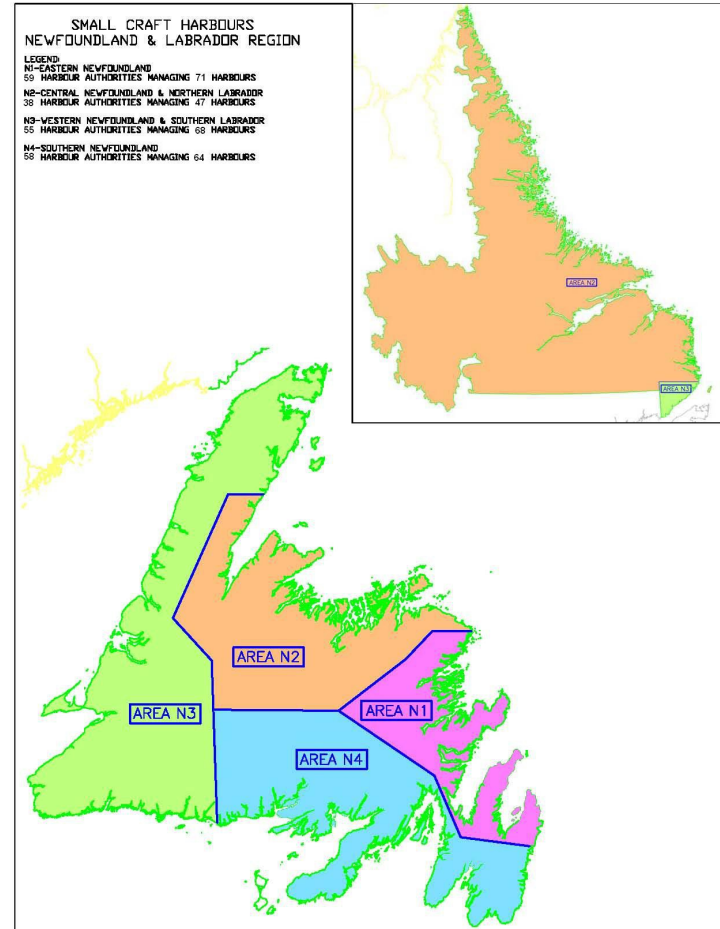 SMALL CRAFT HARBOURS
NEWFOUNDLAND & LABRADOR REGION
LEGEND:
N1-EASTERN NEWFOUNDLAND
59 HARBOUR AUTHORITIES MANAGING 71 HARBOURS
N2-CENTRAL NEWFOUNDLAND & NORTHERN LABRADOR
38 HARBOUR AUTHORITIES MANAGING 47 HARBOURS
N3-WESTERN NEWFOUNDLAND & SOUTHERN LABRADOR
55 HARBOUR AUTHORITIES MANAGING 68 HARBOURS
N4-SOUTHERN NEWFOUNDLAND
58 HARBOUR AUTHORITIES MANAGING 64 HARBOURS
AREA N2
AREA N3
AREA N2
AREA N3
AREA N1
AREA N4